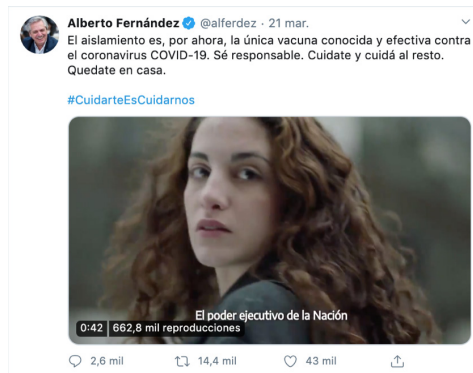 Alberto Fernández @alferdez · 21 mar.
El aislamiento es, por ahora, la única vacuna conocida y efectiva contra
el coronavirus COVID-19. Sé responsable. Cuidate y cuidá al resto.
Quedate en casa.
#CuidarteEsCuidarnos
El poder ejecutivo de la Nación
0:42 662,8 mil reproducciones
2,6 mil 14,4 mil 43 mil